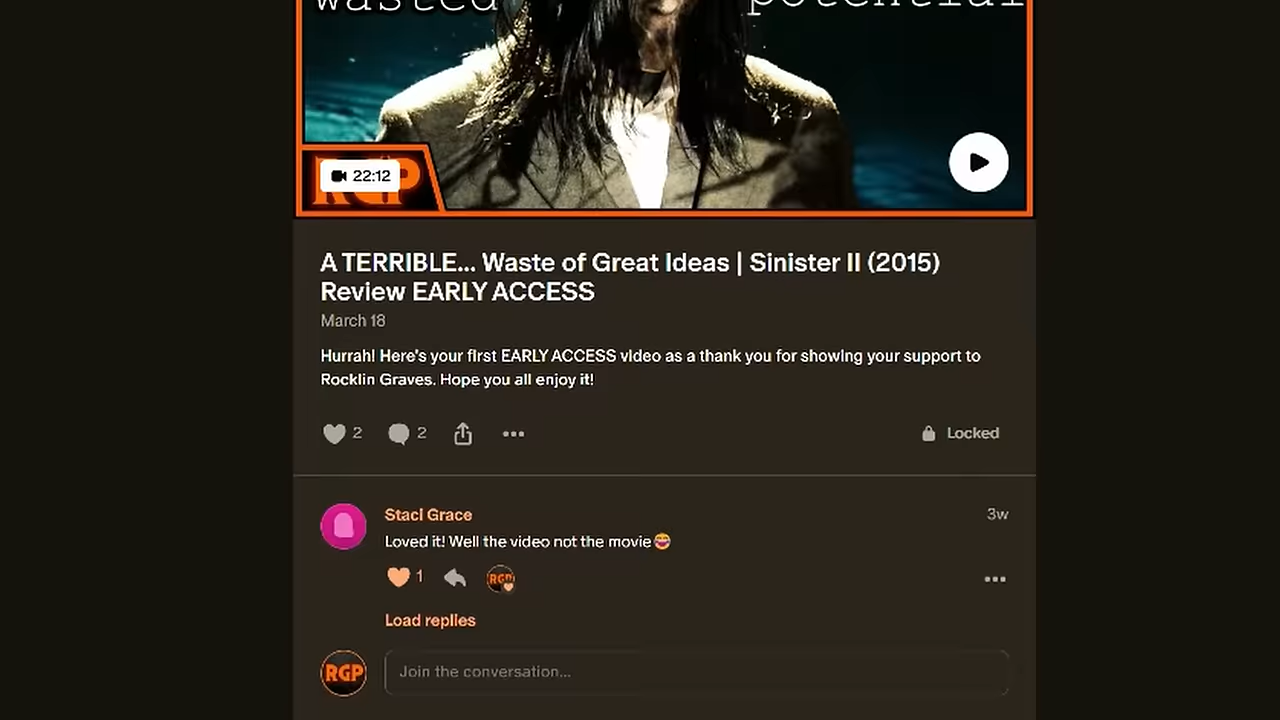 wasted potential
RGP
22:12
A TERRIBLE... Waste of Great Ideas | Sinister II (2015)
Review EARLY ACCESS
March 18
Hurrah! Here's your first EARLY ACCESS video as a thank you for showing your support to
Rocklin Graves. Hope you all enjoy it!
2 2 Locked
Staci Grace 3w
Loved it! Well the video not the movie😂
1 RGP
Load replies
RGP Join the conversation...